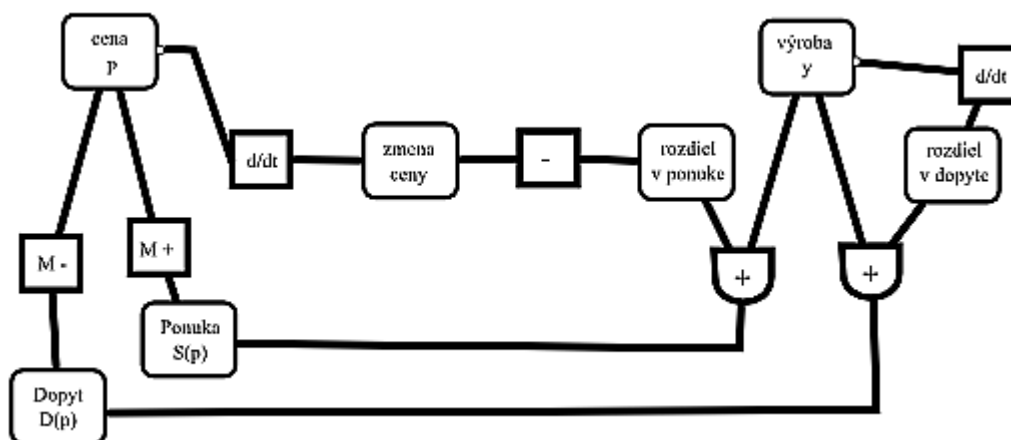 cena
p
výroba
y
d/dt
d/dt
zmena
ceny
-
rozdiel
v ponuke
rozdiel
v dopyte
M -
M +
+
+
Ponuka
S(p)
Dopyt
D(p)